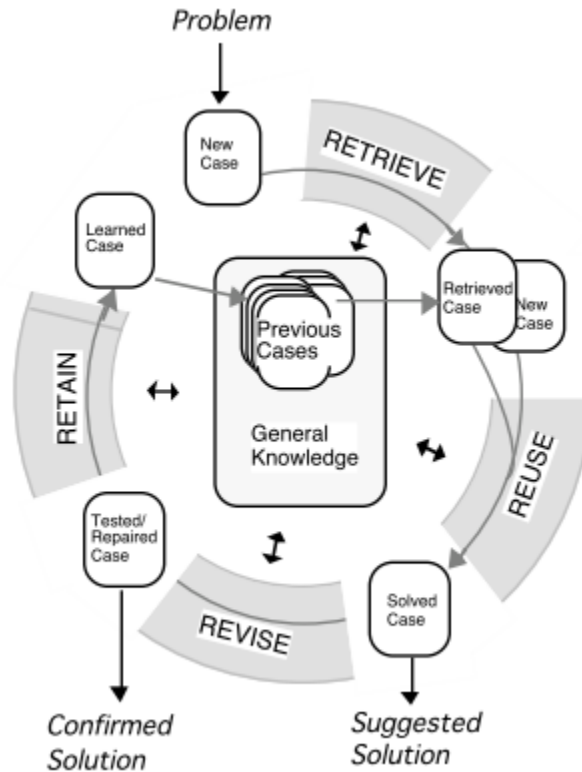 Problem
New
Case
RETRIEVE
Learned
Case
Retrieved
Case
New
Case
Previous
Cases
General
Knowledge
RETAIN
REUSE
Tested/
Repaired
Case
REVISE
Solved
Case
Confirmed
Solution
Suggested
Solution